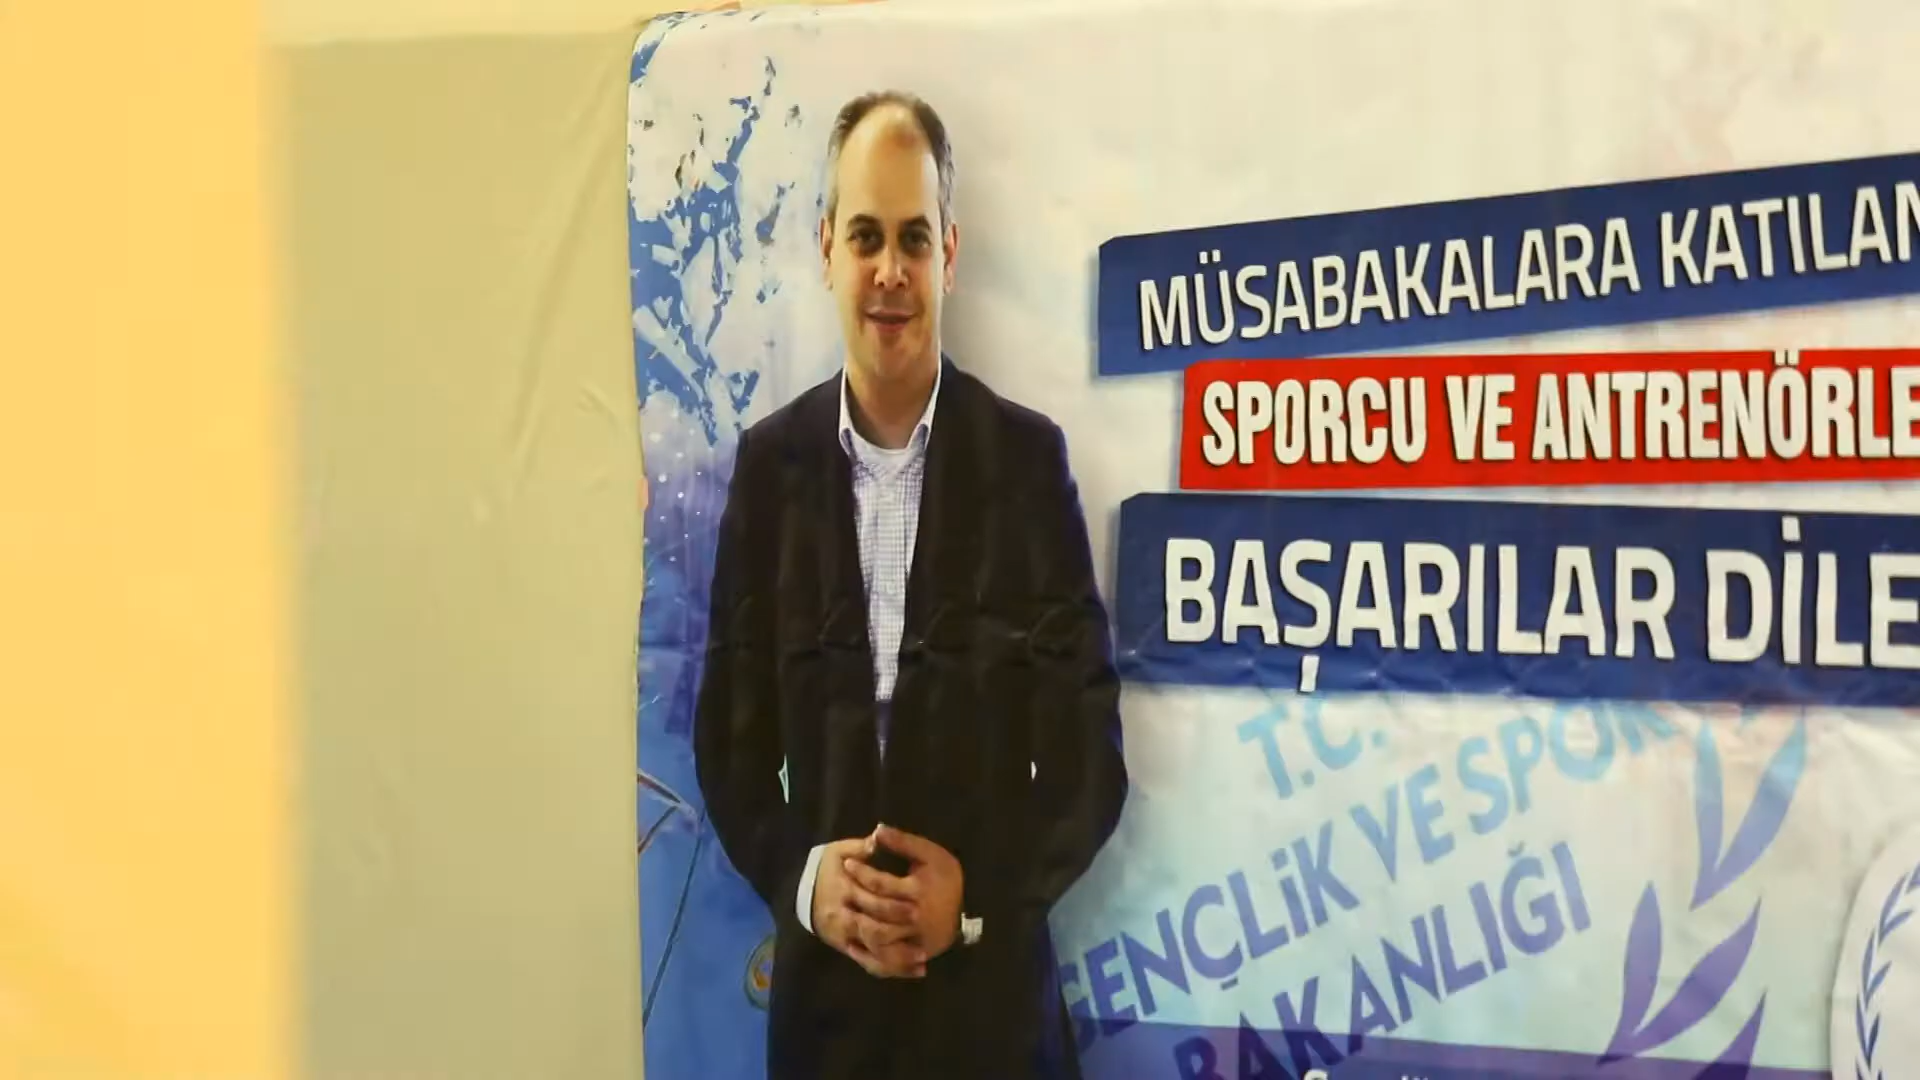 MÜSABAKALARA KATILAN
SPORCU VE ANTRENÖRLE
BAŞARILAR DİLE
T.C.
GENÇLİK VE SPOR
BAKANLIĞI